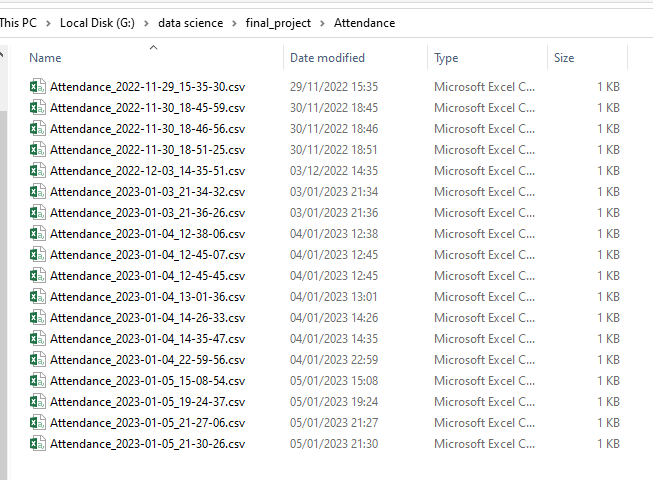 This PC > Local Disk (G:) > data science > final_project > Attendance
Name Date modified Type Size
Attendance_2022-11-29_15-35-30.csv 29/11/2022 15:35 Microsoft Excel C... 1 KB
Attendance_2022-11-30_18-45-59.csv 30/11/2022 18:45 Microsoft Excel C... 1 KB
Attendance_2022-11-30_18-46-56.csv 30/11/2022 18:46 Microsoft Excel C... 1 KB
Attendance_2022-11-30_18-51-25.csv 30/11/2022 18:51 Microsoft Excel C... 1 KB
Attendance_2022-12-03_14-35-51.csv 03/12/2022 14:35 Microsoft Excel C... 1 KB
Attendance_2023-01-03_21-34-32.csv 03/01/2023 21:34 Microsoft Excel C... 1 KB
Attendance_2023-01-03_21-36-26.csv 03/01/2023 21:36 Microsoft Excel C... 1 KB
Attendance_2023-01-04_12-38-06.csv 04/01/2023 12:38 Microsoft Excel C... 1 KB
Attendance_2023-01-04_12-45-07.csv 04/01/2023 12:45 Microsoft Excel C... 1 KB
Attendance_2023-01-04_12-45-45.csv 04/01/2023 12:45 Microsoft Excel C... 1 KB
Attendance_2023-01-04_13-01-36.csv 04/01/2023 13:01 Microsoft Excel C... 1 KB
Attendance_2023-01-04_14-26-33.csv 04/01/2023 14:26 Microsoft Excel C... 1 KB
Attendance_2023-01-04_14-35-47.csv 04/01/2023 14:35 Microsoft Excel C... 1 KB
Attendance_2023-01-04_22-59-56.csv 04/01/2023 22:59 Microsoft Excel C... 1 KB
Attendance_2023-01-05_15-08-54.csv 05/01/2023 15:08 Microsoft Excel C... 1 KB
Attendance_2023-01-05_19-24-37.csv 05/01/2023 19:24 Microsoft Excel C... 1 KB
Attendance_2023-01-05_21-27-06.csv 05/01/2023 21:27 Microsoft Excel C... 1 KB
Attendance_2023-01-05_21-30-26.csv 05/01/2023 21:30 Microsoft Excel C... 1 KB